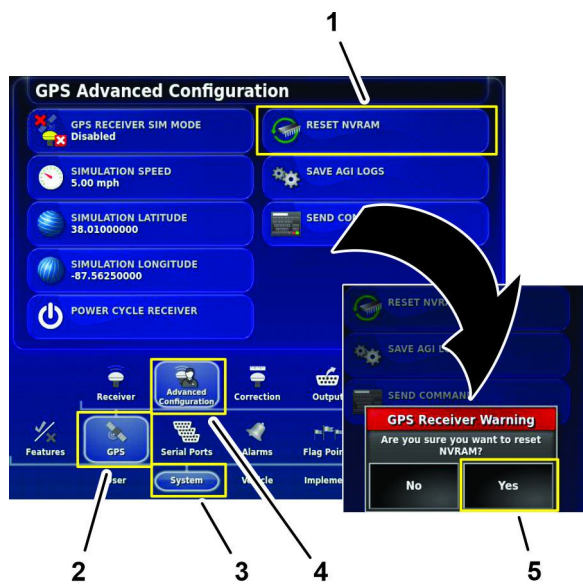 1
GPS Advanced Configuration
GPS RECEIVER SIM MODE
Disabled
RESET NVRAM
SIMULATION SPEED
5.00 mph
SAVE AGI LOGS
SIMULATION LATITUDE
38.01000000
SEND COM
SIMULATION LONGITUDE
-87.56250000
POWER CYCLE RECEIVER
RESET NVR
SAVE AGI L
SEND COMMAN
Receiver
Advanced
Configuration
Correction
Output
GPS Receiver Warning
Are you sure you want to reset
NVRAM?
No
Yes
Features
GPS
Serial Ports
Alarms
Flag Poin
User
System
Vehicle
Impleme
2
3
4
5